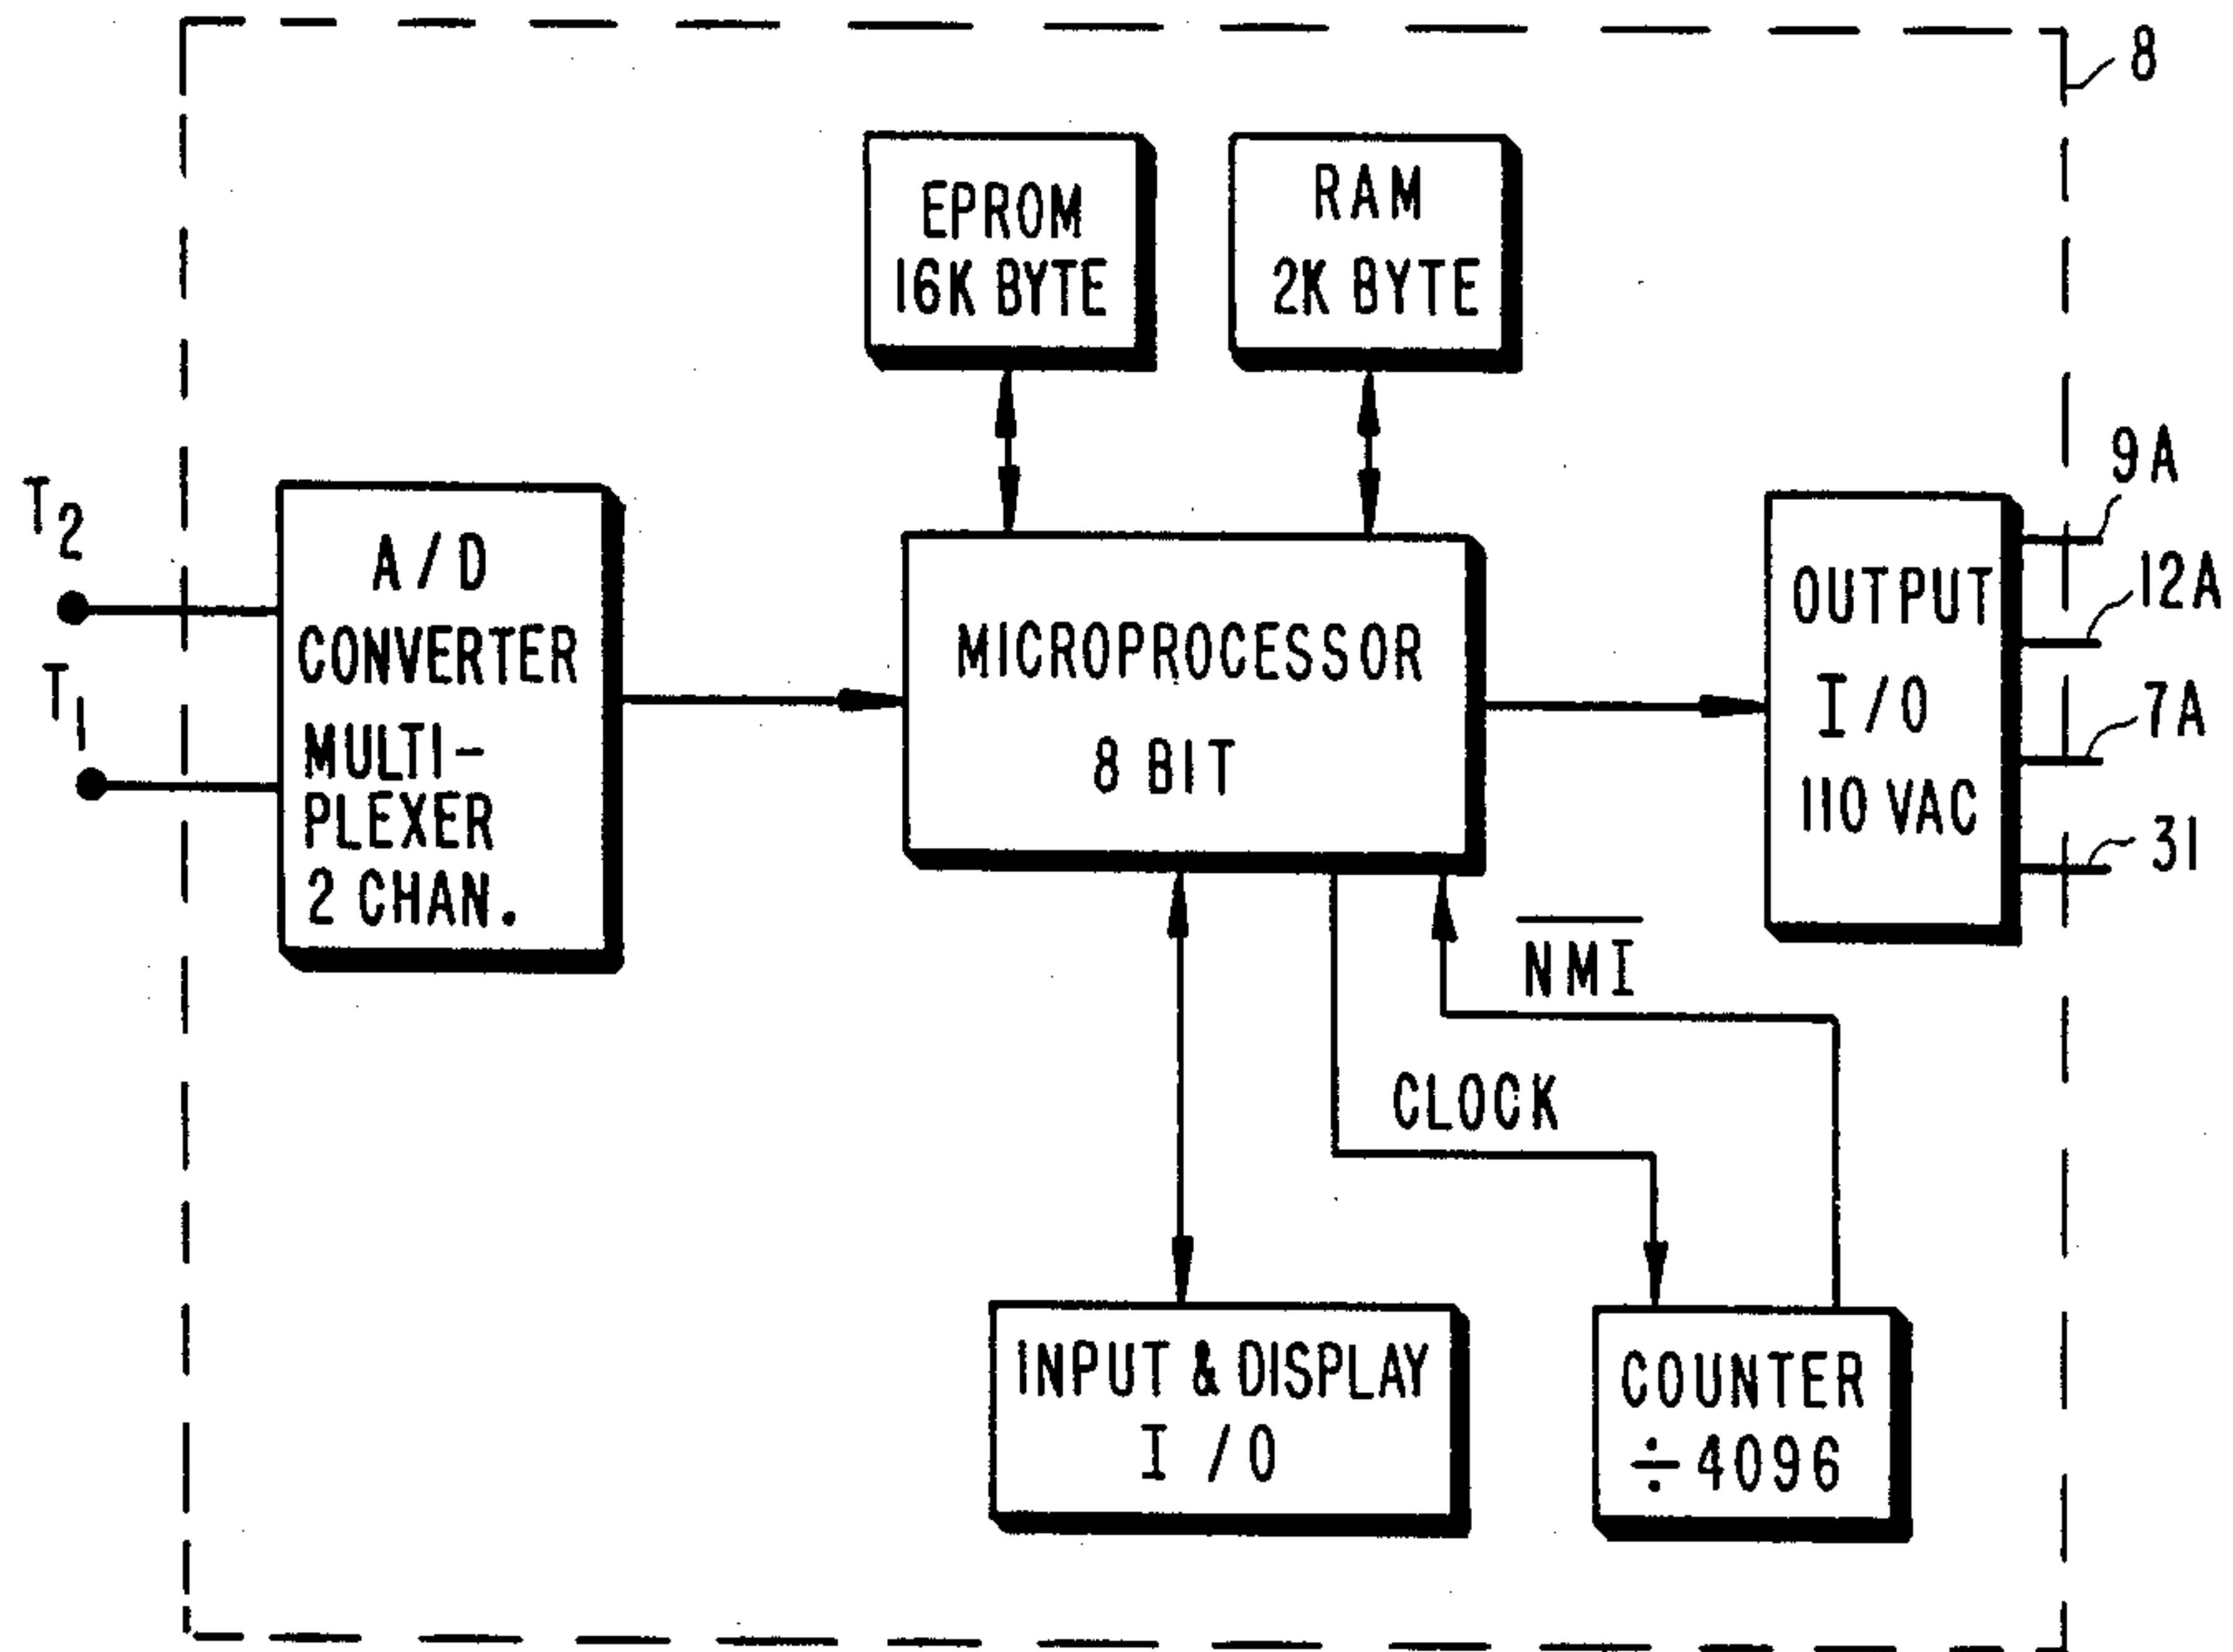 8
EPROM
16K BYTE
RAM
2K BYTE
T2
T1
A/D
CONVERTER
MULTI-
PLEXER
2 CHAN.
MICROPROCESSOR
8 BIT
OUTPUT
I/O
110 VAC
9A
12A
7A
31
NMI
CLOCK
INPUT & DISPLAY
I/O
COUNTER
÷4096